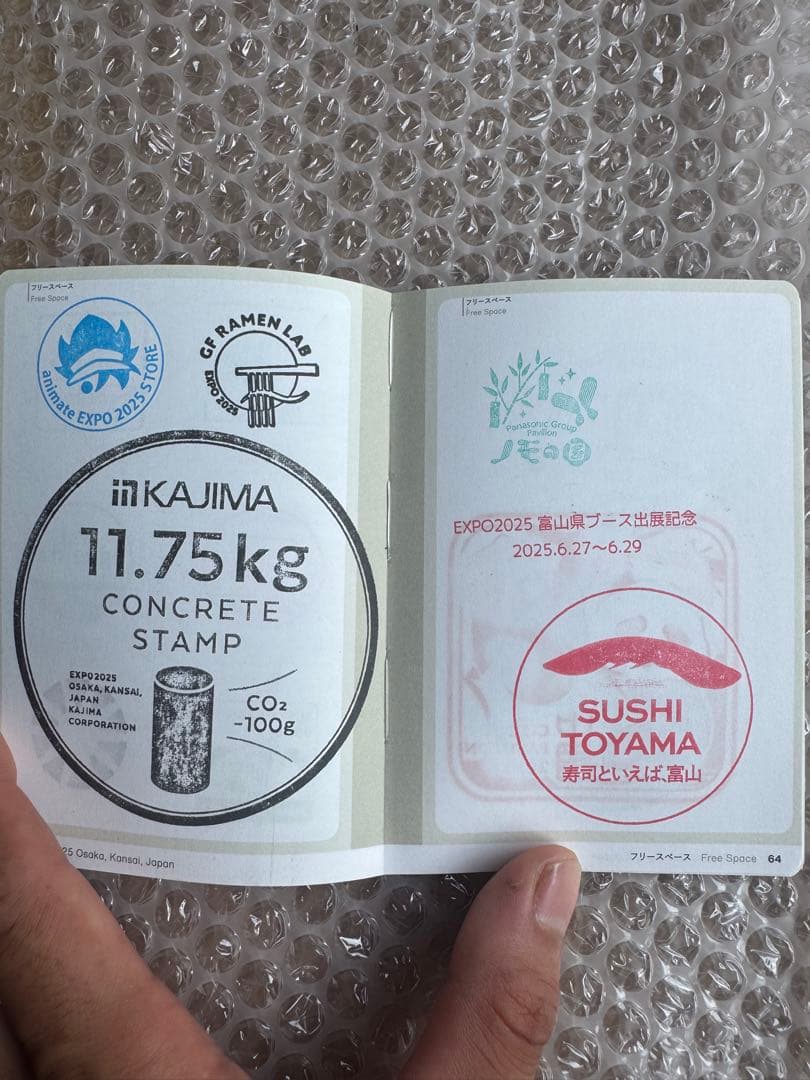 フリースペース
Free Space
animate EXPO 2025 STORE
GF RAMEN LAB
EXPO 2025
KAJIMA
11.75kg
CONCRETE
STAMP
EXPO2025
OSAKA, KANSAI,
JAPAN
KAJIMA
CORPORATION
CO₂
-100g
25 Osaka, Kansai, Japan
フリースペース
Free Space
Panasonic Group
Pavilion
ノモの国
EXPO2025 富山県ブース出展記念
2025.6.27〜6.29
SUSHI
TOYAMA
寿司といえば、富山
フリースペース Free Space 64